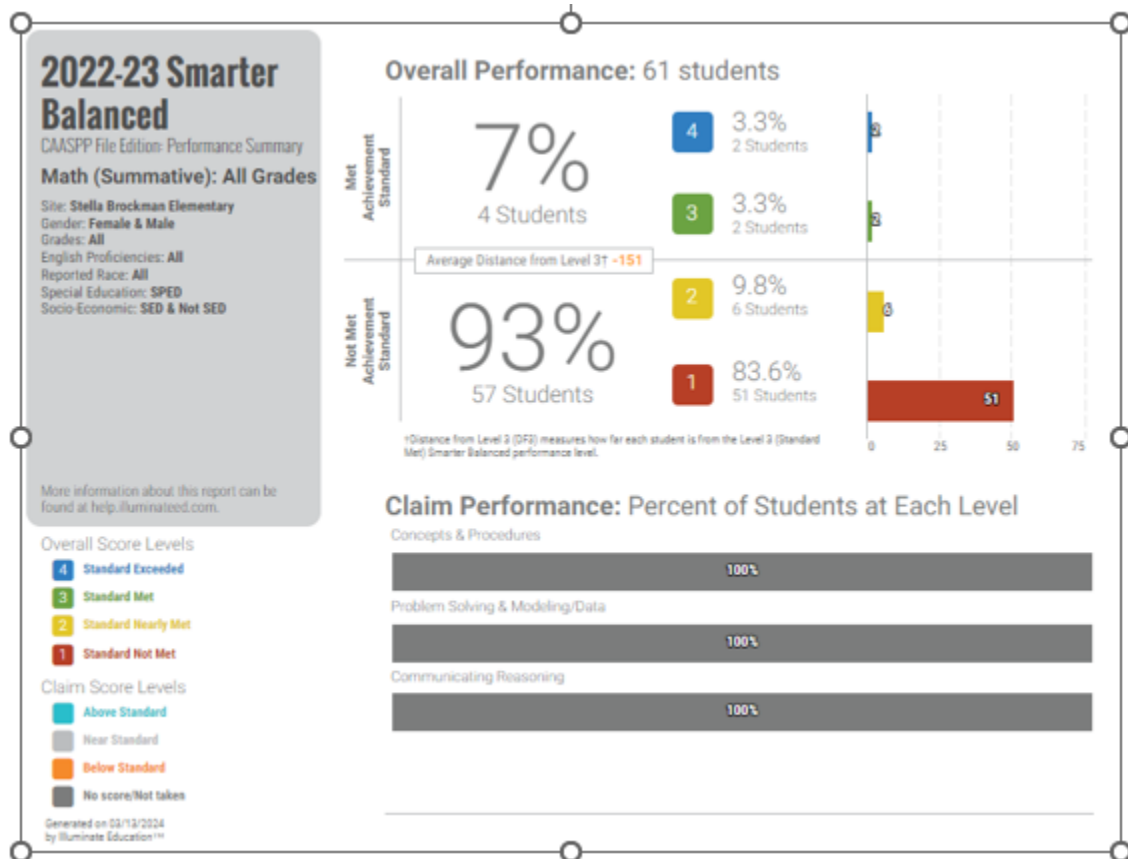 2022-23 Smarter
Balanced
CAASPP File Edition: Performance Summary
Math (Summative): All Grades
Site: Stella Brockman Elementary
Gender: Female & Male
Grades: All
English Proficiencies: All
Reported Race: All
Special Education: SPED
Socio-Economic: SED & Not SED
More information about this report can be
found at help.illuminateed.com.
Overall Score Levels
4 Standard Exceeded
3 Standard Met
2 Standard Nearly Met
1 Standard Not Met
Claim Score Levels
Above Standard
Near Standard
Below Standard
No score/Not taken
Generated on 03/13/2024
by Illuminate Education™
Overall Performance: 61 students
Met
Achievement
Standard
7%
4 Students
4
3.3%
2 Students
2
3
3.3%
2 Students
2
Average Distance from Level 3† -151
Not Met
Achievement
Standard
93%
57 Students
2
9.8%
6 Students
6
1
83.6%
51 Students
51
0 25 50 75
†Distance from Level 3 (DF3) measures how far each student is from the Level 3 (Standard
Met) Smarter Balanced performance level.
Claim Performance: Percent of Students at Each Level
Concepts & Procedures
100%
Problem Solving & Modeling/Data
100%
Communicating Reasoning
100%